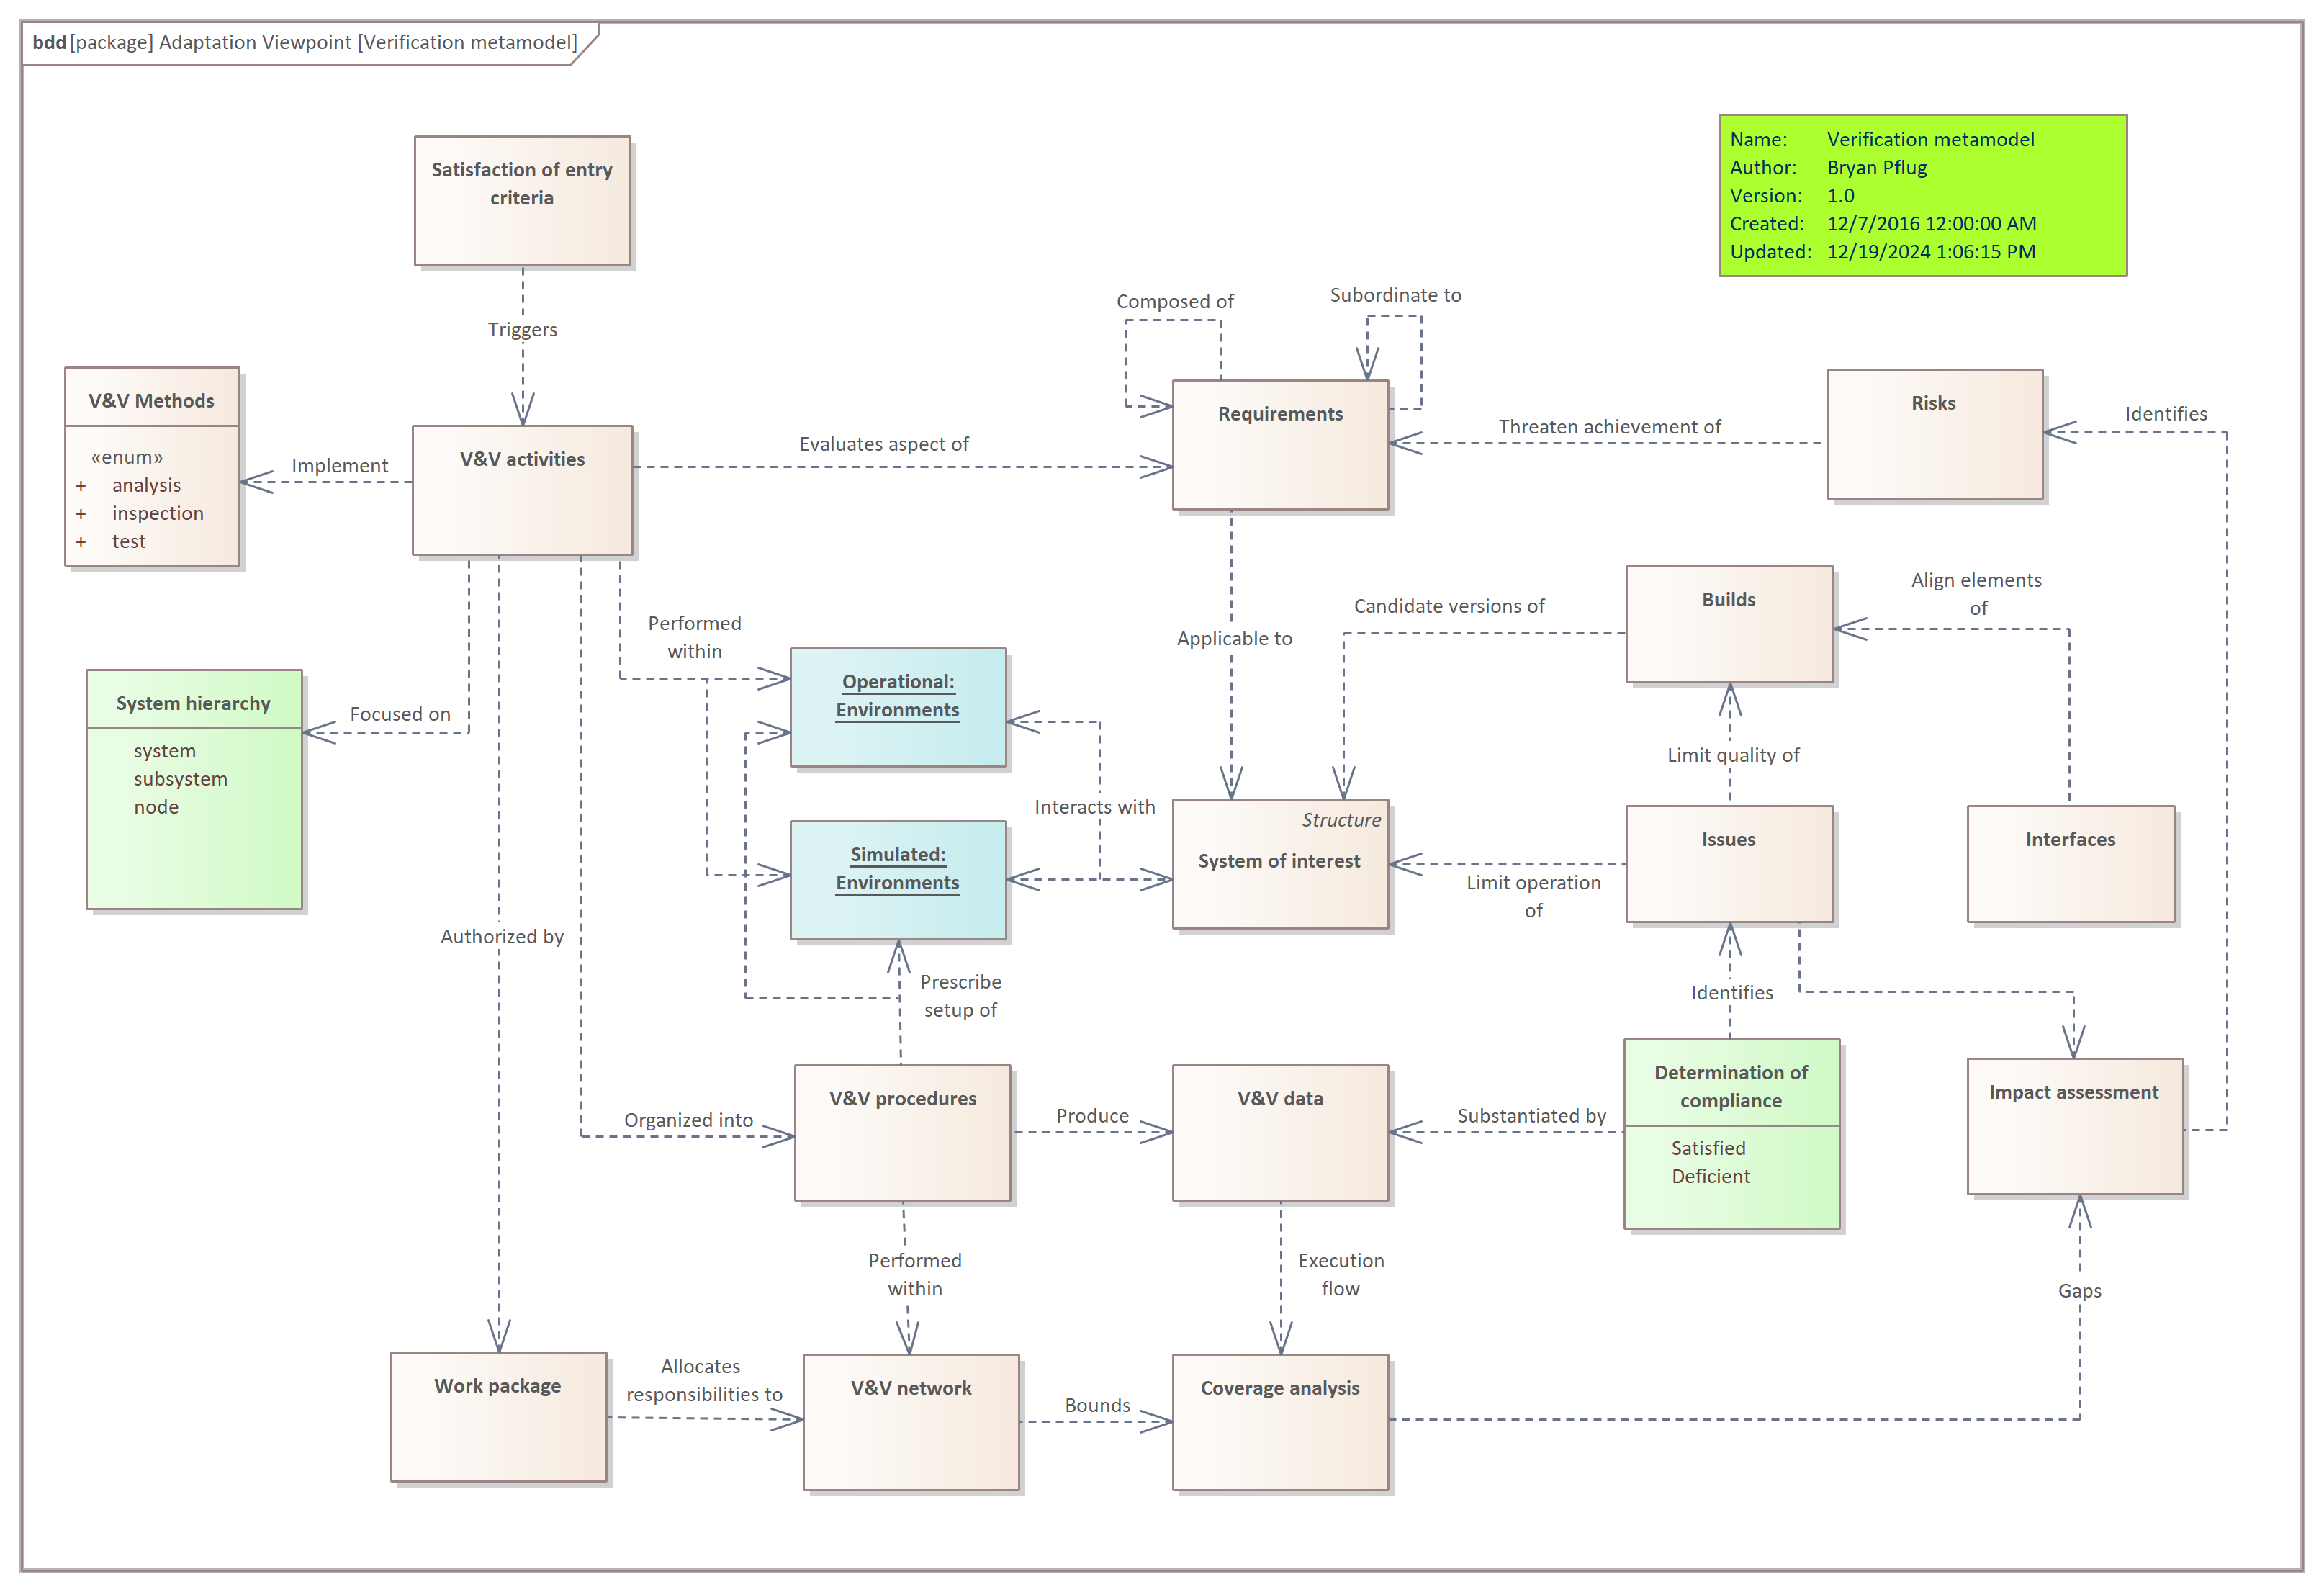 bdd [package] Adaptation Viewpoint [Verification metamodel]
Name: Verification metamodel
Author: Bryan Pflug
Version: 1.0
Created: 12/7/2016 12:00:00 AM
Updated: 12/19/2024 1:06:15 PM
Satisfaction of entry
criteria
Triggers
Composed of
Subordinate to
V&V Methods
«enum»
+ analysis
+ inspection
+ test
Implement
V&V activities
Evaluates aspect of
Requirements
Threaten achievement of
Risks
Identifies
Performed
within
Applicable to
Candidate versions of
Builds
Align elements
of
System hierarchy
system
subsystem
node
Focused on
Operational:
Environments
Interacts with
Simulated:
Environments
Structure
System of interest
Limit quality of
Limit operation
of
Issues
Interfaces
Authorized by
Prescribe
setup of
Identifies
Organized into
V&V procedures
Produce
V&V data
Substantiated by
Determination of
compliance
Satisfied
Deficient
Impact assessment
Performed
within
Execution
flow
Gaps
Work package
Allocates
responsibilities to
V&V network
Bounds
Coverage analysis